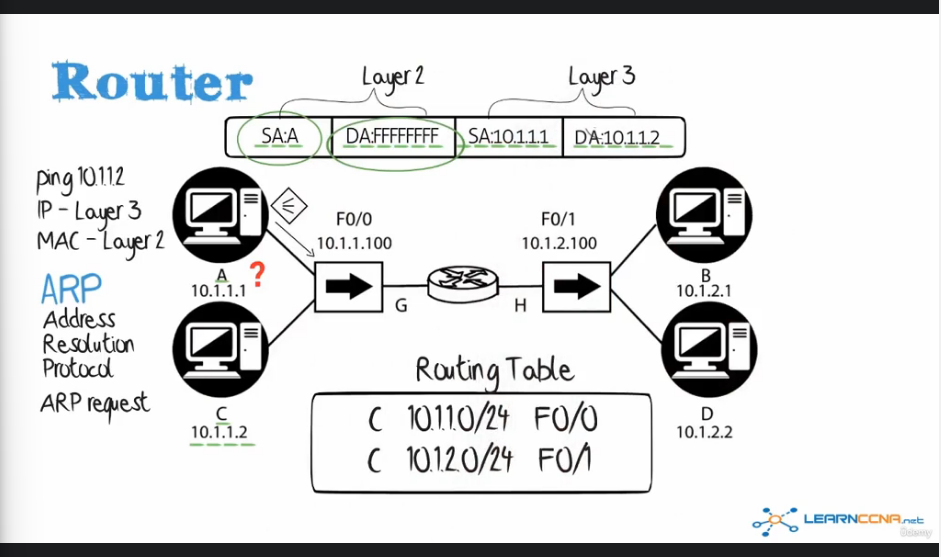 Router
Layer 2
Layer 3
SA:A DA:FFFFFFFF SA:10.1.1.1 DA:10.1.1.2
ping 10.1.1.2
IP - Layer 3
MAC - Layer 2
F0/0
10.1.1.100
F0/1
10.1.2.100
A ?
10.1.1.1
B
10.1.2.1
G
H
ARP
Address
Resolution
Protocol
ARP request
C
10.1.1.2
D
10.1.2.2
Routing Table
C 10.1.1.0/24 F0/0
C 10.1.2.0/24 F0/1
LEARNCCNA.net
Udemy